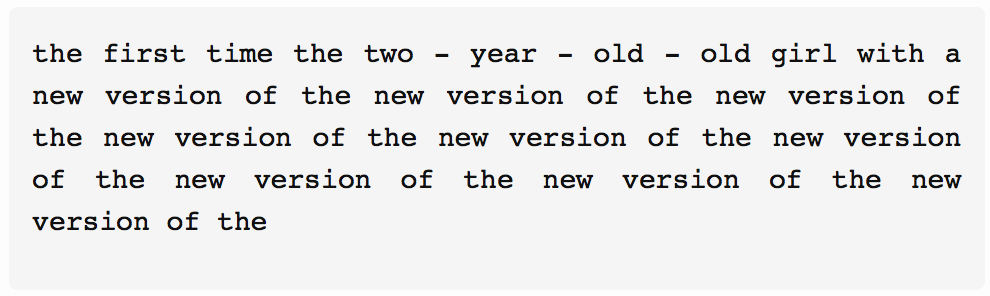 the first time the two – year – old – old girl with a
new version of the new version of the new version of
the new version of the new version of the new version
of the new version of the new version of the new
version of the